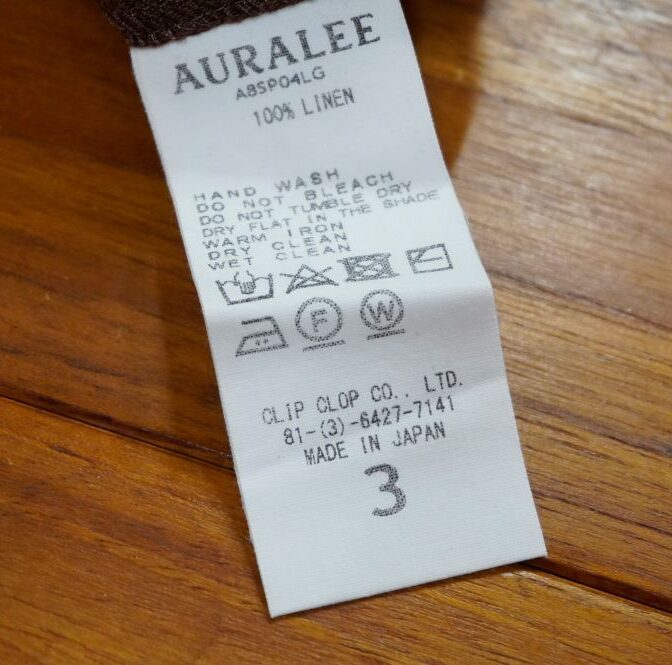 AURALEE
A8SP04LG
100% LINEN
HAND WASH
DO NOT BLEACH
DO NOT TUMBLE DRY
DRY FLAT IN THE SHADE
WARM IRON
DRY CLEAN
WET CLEAN
F W
CLIP CLOP CO., LTD.
81-(3)-6427-7141
MADE IN JAPAN
3